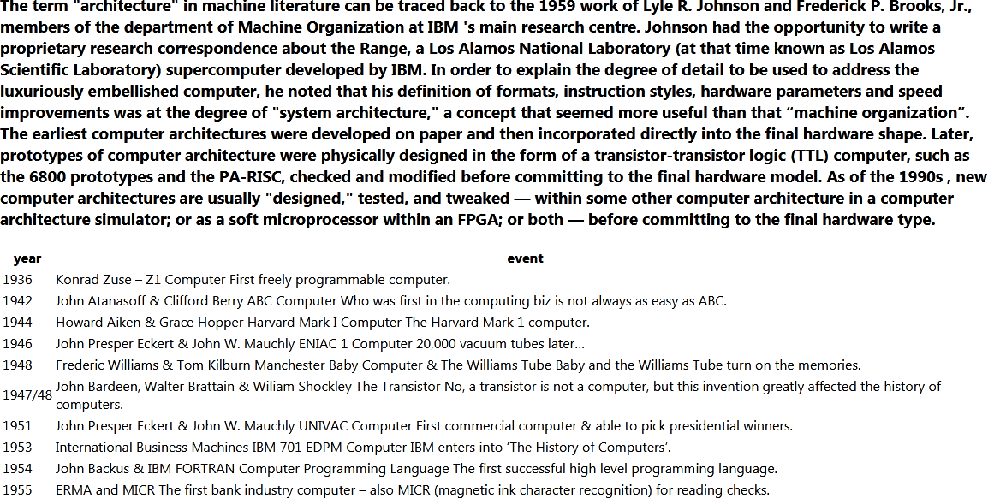 The term "architecture" in machine literature can be traced back to the 1959 work of Lyle R. Johnson and Frederick P. Brooks, Jr.,
members of the department of Machine Organization at IBM 's main research centre. Johnson had the opportunity to write a
proprietary research correspondence about the Range, a Los Alamos National Laboratory (at that time known as Los Alamos
Scientific Laboratory) supercomputer developed by IBM. In order to explain the degree of detail to be used to address the
luxuriously embellished computer, he noted that his definition of formats, instruction styles, hardware parameters and speed
improvements was at the degree of "system architecture," a concept that seemed more useful than that “machine organization”.
The earliest computer architectures were developed on paper and then incorporated directly into the final hardware shape. Later,
prototypes of computer architecture were physically designed in the form of a transistor-transistor logic (TTL) computer, such as
the 6800 prototypes and the PA-RISC, checked and modified before committing to the final hardware model. As of the 1990s , new
computer architectures are usually "designed," tested, and tweaked — within some other computer architecture in a computer
architecture simulator; or as a soft microprocessor within an FPGA; or both — before committing to the final hardware type.
year event
1936 Konrad Zuse – Z1 Computer First freely programmable computer.
1942 John Atanasoff & Clifford Berry ABC Computer Who was first in the computing biz is not always as easy as ABC.
1944 Howard Aiken & Grace Hopper Harvard Mark I Computer The Harvard Mark 1 computer.
1946 John Presper Eckert & John W. Mauchly ENIAC 1 Computer 20,000 vacuum tubes later...
1948 Frederic Williams & Tom Kilburn Manchester Baby Computer & The Williams Tube Baby and the Williams Tube turn on the memories.
1947/48 John Bardeen, Walter Brattain & Wiliam Shockley The Transistor No, a transistor is not a computer, but this invention greatly affected the history of
computers.
1951 John Presper Eckert & John W. Mauchly UNIVAC Computer First commercial computer & able to pick presidential winners.
1953 International Business Machines IBM 701 EDPM Computer IBM enters into ‘The History of Computers’.
1954 John Backus & IBM FORTRAN Computer Programming Language The first successful high level programming language.
1955 ERMA and MICR The first bank industry computer – also MICR (magnetic ink character recognition) for reading checks.